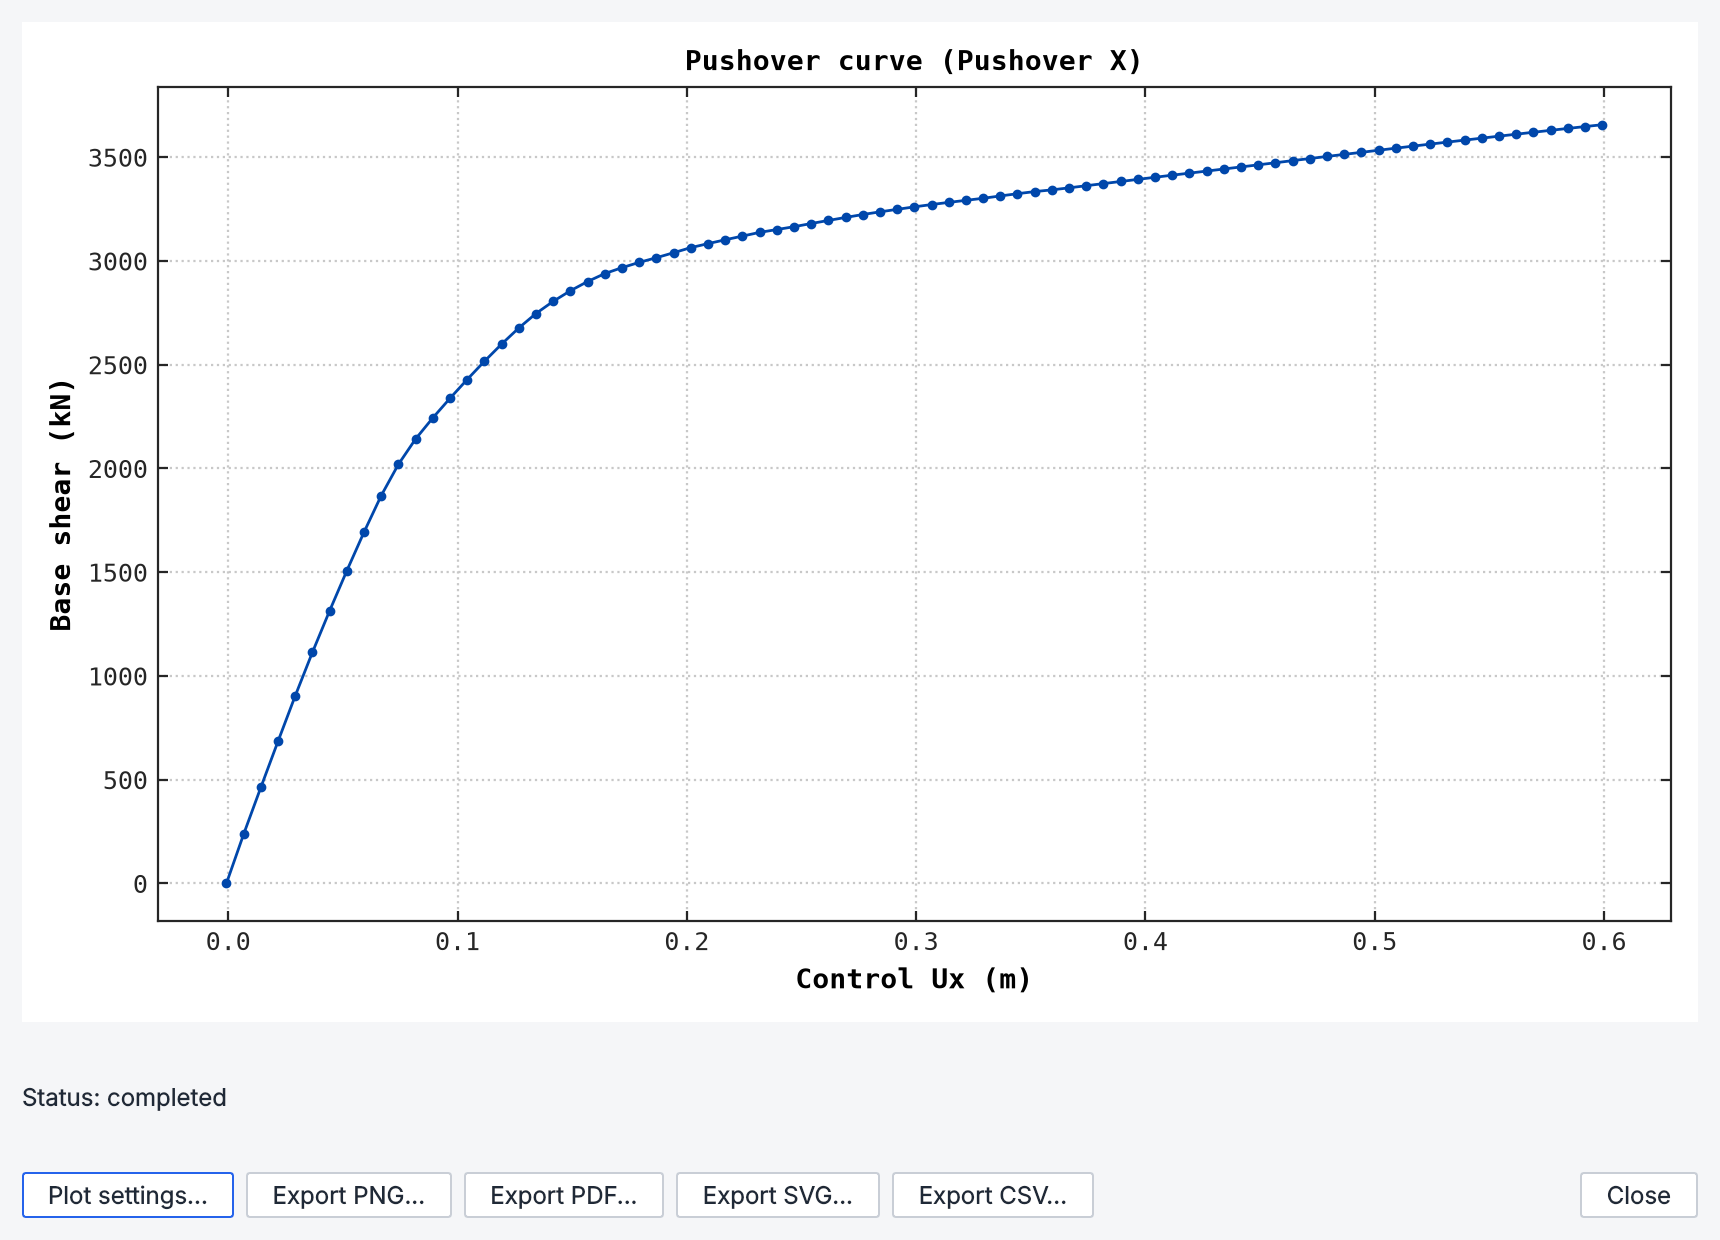 Pushover curve (Pushover X)
Base shear (kN)
3500
3000
2500
2000
1500
1000
500
0
0.0 0.1 0.2 0.3 0.4 0.5 0.6
Control Ux (m)
Status: completed
Plot settings... Export PNG... Export PDF... Export SVG... Export CSV... Close